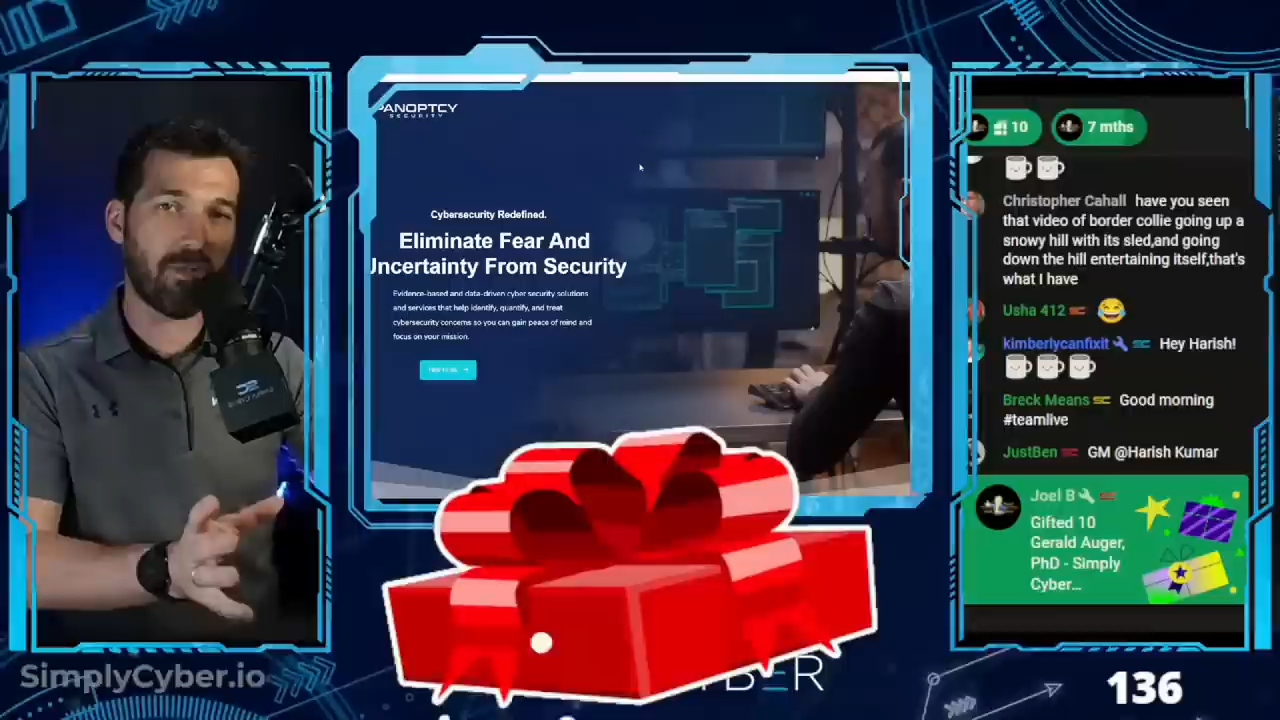 PANOPTCY
SECURITY
Cybersecurity Redefined.
Eliminate Fear And
Uncertainty From Security
Evidence-based and data-driven cyber security solutions
and services that help identify, quantify, and treat
cybersecurity concerns so you can gain peace of mind and
focus on your mission.
10
7 mths
Christopher Cahall have you seen
that video of border collie going up a
snowy hill with its sled,and going
down the hill entertaining itself,that's
what I have
Usha 412
kimberlycanfixit Hey Harish!
Breck Means Good morning
#teamlive
JustBen GM @Harish Kumar
Joel B
Gifted 10
Gerald Auger,
PhD - Simply
Cyber...
SimplyCyber.io
136